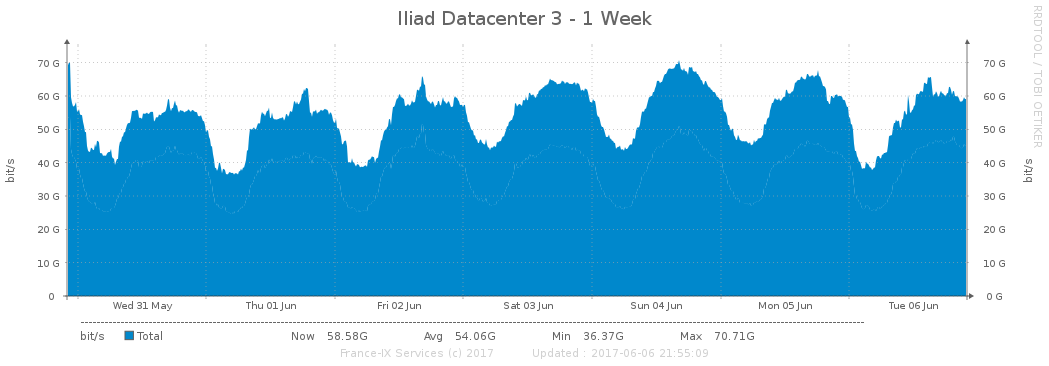 Iliad Datacenter 3 - 1 Week
RRDTOOL / TOBI OETIKER
70 G 70 G
60 G 60 G
50 G 50 G
40 G 40 G
30 G 30 G
20 G 20 G
10 G 10 G
0 0 G
bit/s bit/s
Wed 31 May Thu 01 Jun Fri 02 Jun Sat 03 Jun Sun 04 Jun Mon 05 Jun Tue 06 Jun
bit/s Total Now 58.58G Avg 54.06G Min 36.37G Max 70.71G
France-IX Services (c) 2017 Updated : 2017-06-06 21:55:09